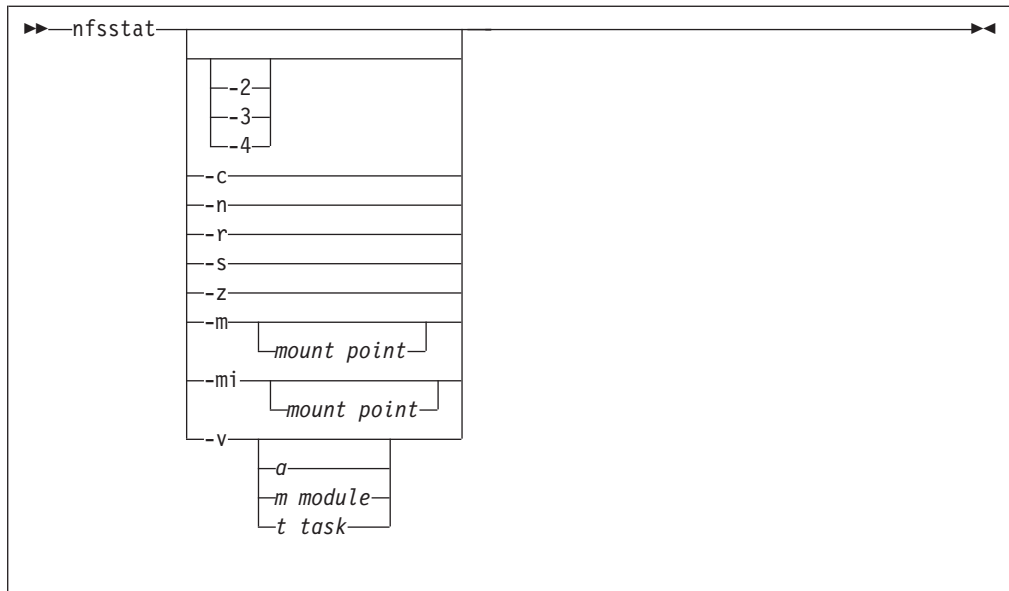 nfsstat
-2
-3
-4
-c
-n
-r
-s
-z
-m
mount point
-mi
mount point
-v
a
m module
t task